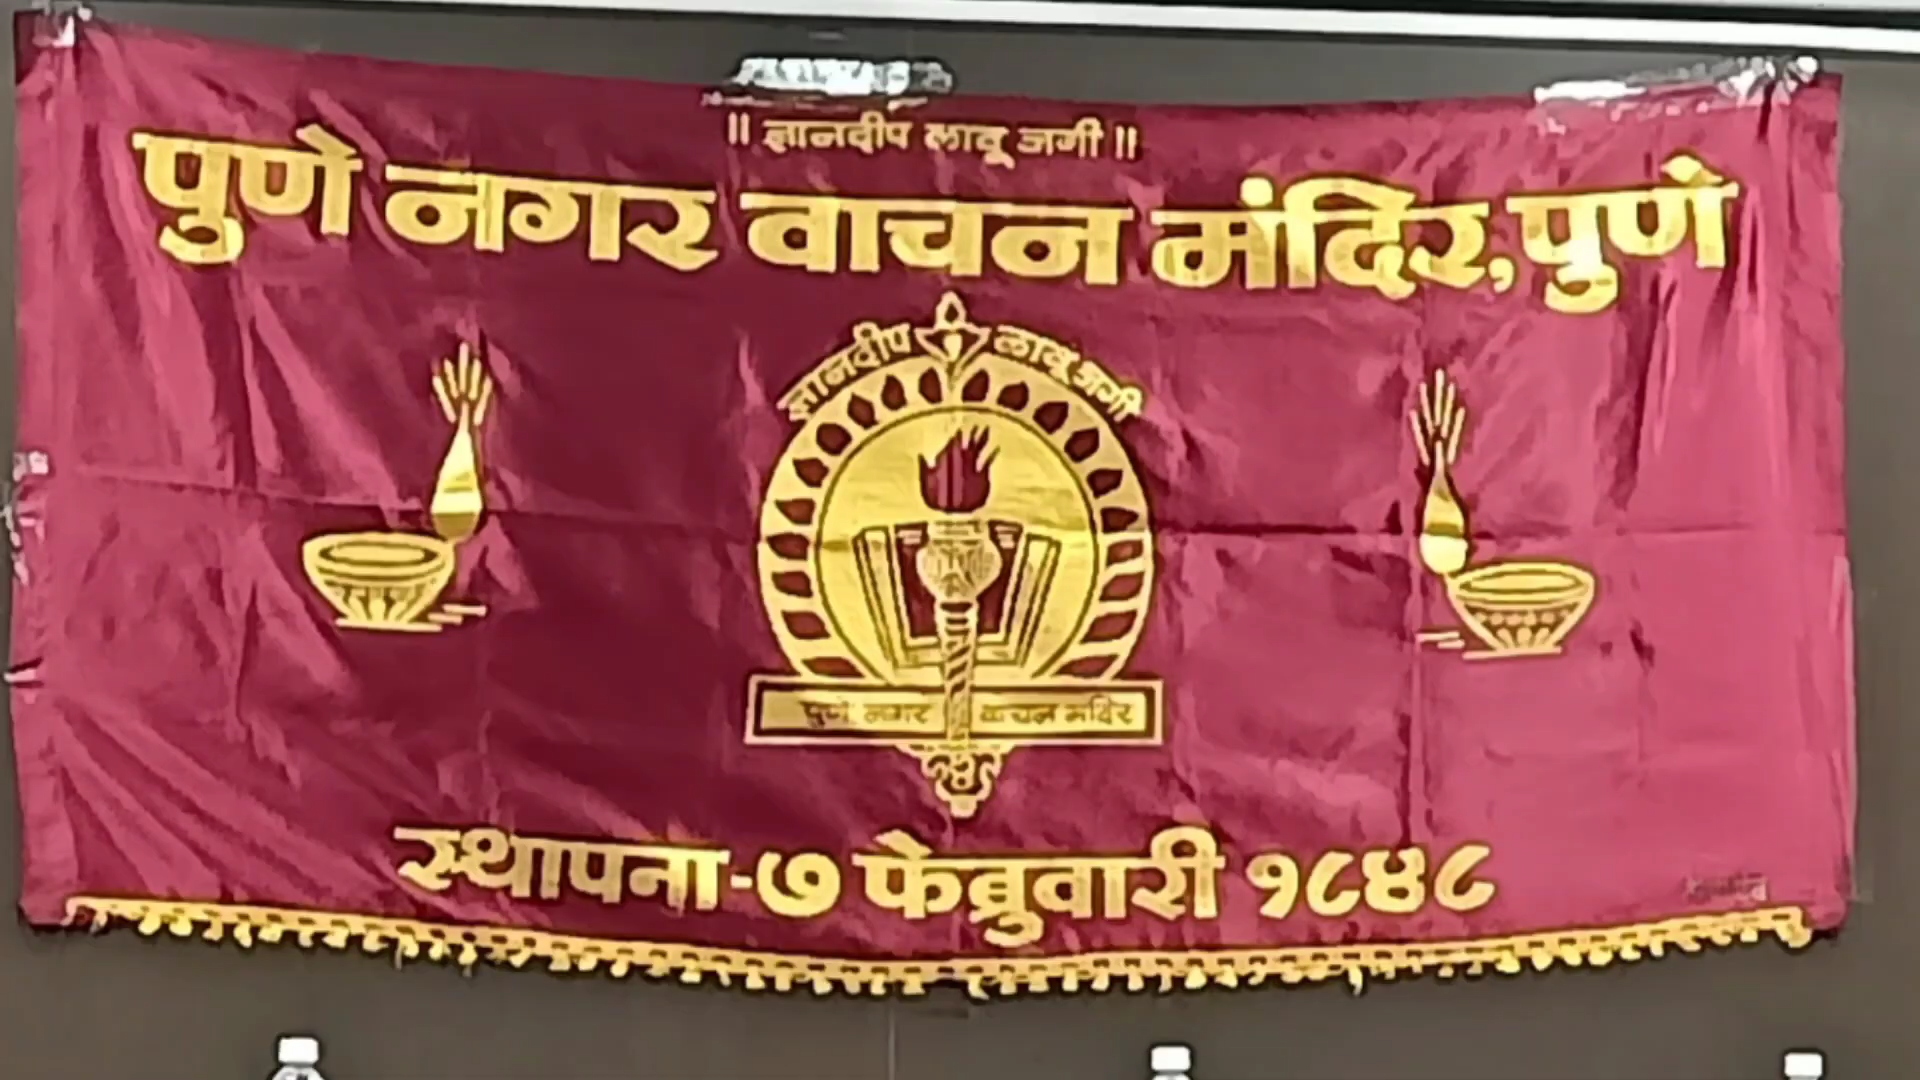 ॥ ज्ञानदीप लावू जगी ॥
पुणे नगर वाचन मंदिर, पुणे
ज्ञानदीप लावू जगी
पुणे नगर वाचन मंदिर
स्थापना-७ फेब्रुवारी १८४८